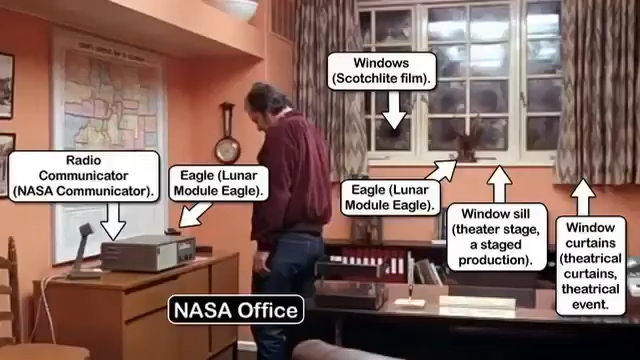 Windows
(Scotchlite film).
Radio
Communicator
(NASA Communicator).
Eagle (Lunar
Module Eagle).
Eagle (Lunar
Module Eagle).
Window sill
(theater stage,
a staged
production).
Window
curtains
(theatrical
curtains,
theatrical
event.
NASA Office